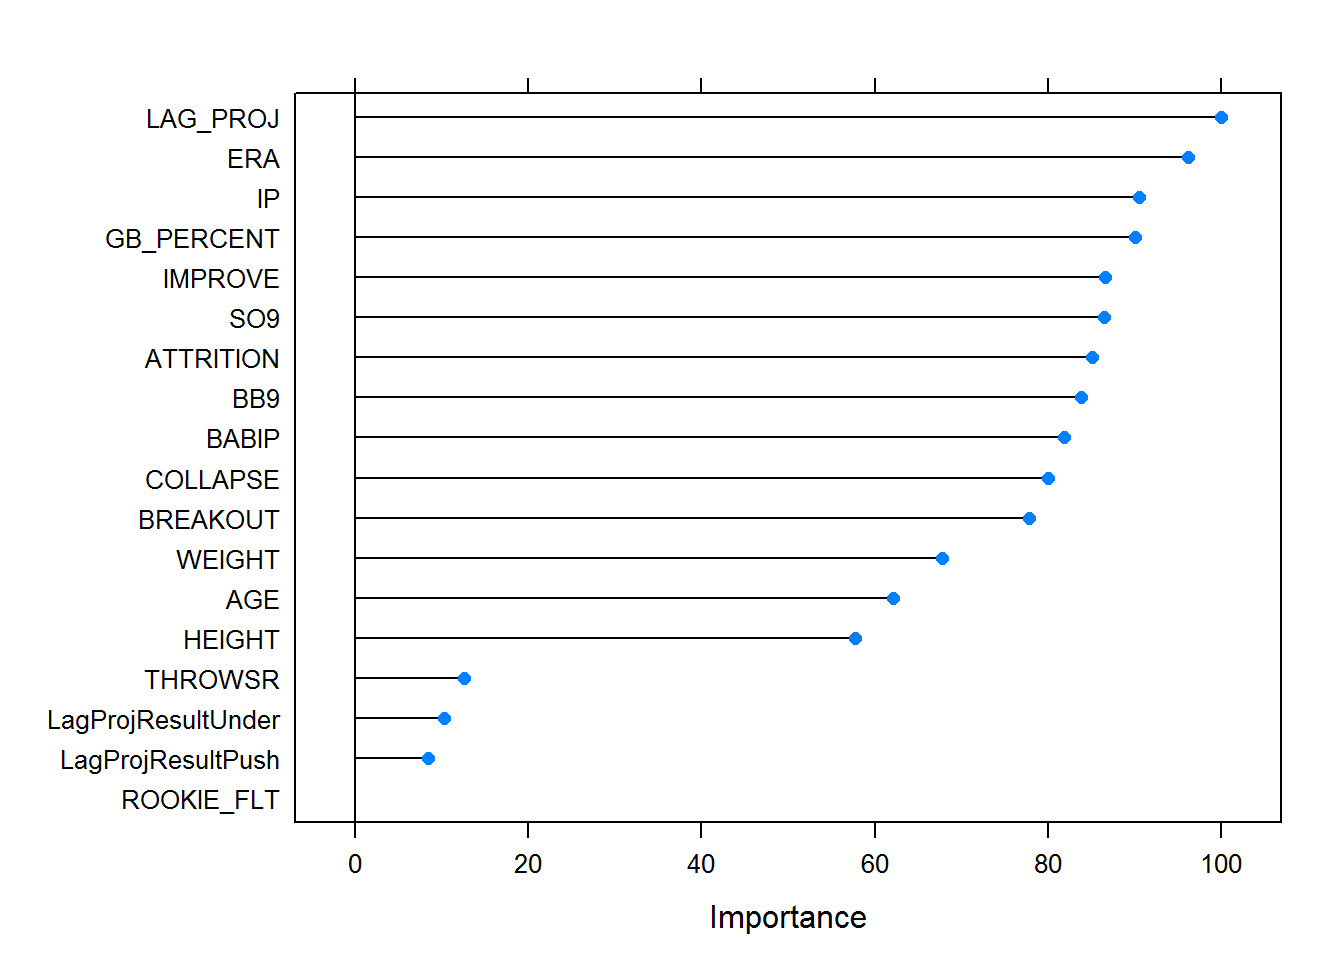 LAG_PROJ
ERA
IP
GB_PERCENT
IMPROVE
SO9
ATTRITION
BB9
BABIP
COLLAPSE
BREAKOUT
WEIGHT
AGE
HEIGHT
THROWSR
LagProjResultUnder
LagProjResultPush
ROOKIE_FLT
0 20 40 60 80 100
Importance